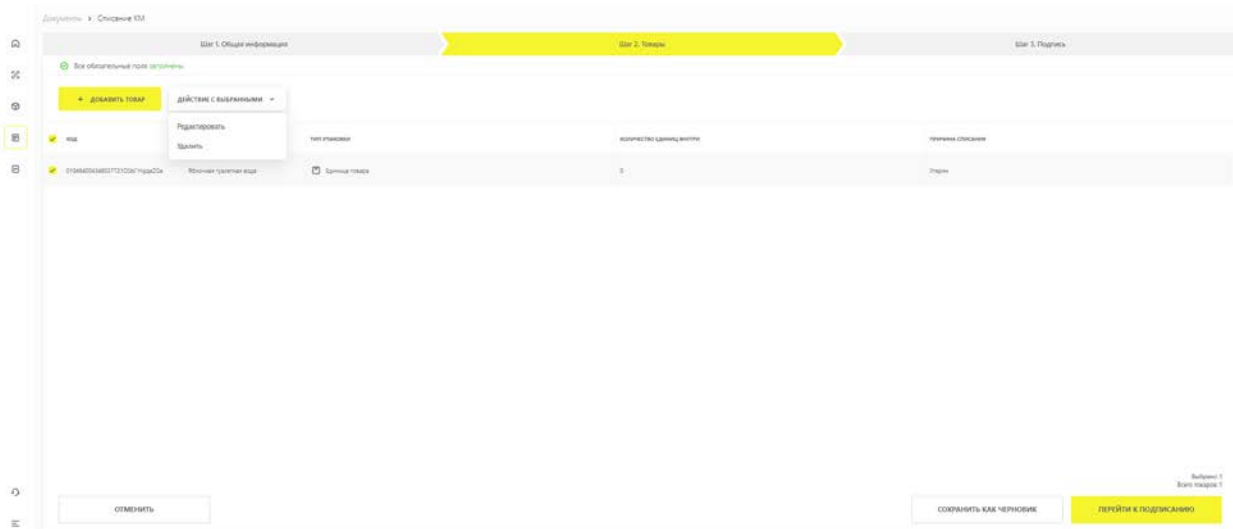 Документы > Списание КМ
Шаг 1. Общая информация
Шаг 2. Товары
Шаг 3. Подпись
Все обязательные поля заполнены.
+ ДОБАВИТЬ ТОВАР
ДЕЙСТВИЕ С ВЫБРАННЫМИ
Редактировать
Удалить
КОД
ТИП УПАКОВКИ
КОЛИЧЕСТВО ЕДИНИЦ ВНУТРИ
ПРИЧИНА СПИСАНИЯ
Яблочная туалетная вода
Единица товара
0
Утерян
Выбрано: 1
Всего товаров: 1
ОТМЕНИТЬ
СОХРАНИТЬ КАК ЧЕРНОВИК
ПЕРЕЙТИ К ПОДПИСАНИЮ